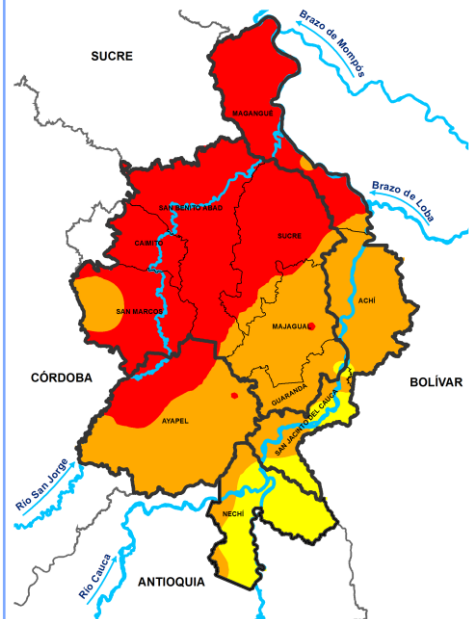 SUCRE
Brazo de Mompós
MAGANGUÉ
Brazo de Loba
SAN BENITO ABAD
SUCRE
CAIMITO
ACHÍ
SAN MARCOS
MAJAGUAL
CÓRDOBA
BOLÍVAR
GUARANDA
SAN JACINTO DEL CAUCA
AYAPEL
Río San Jorge
NECHÍ
Río Cauca
ANTIOQUIA